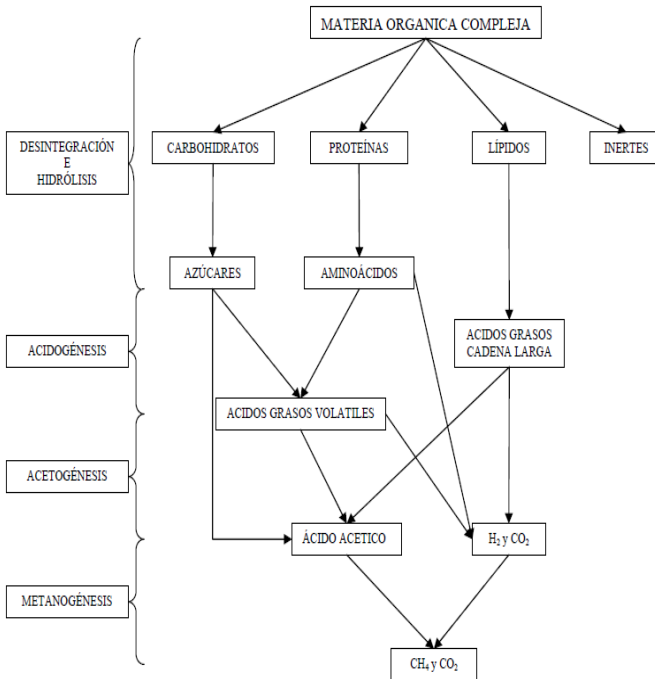 MATERIA ORGANICA COMPLEJA
DESINTEGRACIÓN
E
HIDRÓLISIS
CARBOHIDRATOS
PROTEÍNAS
LÍPIDOS
INERTES
AZÚCARES
AMINOÁCIDOS
ACIDOGÉNESIS
ACIDOS GRASOS
CADENA LARGA
ACIDOS GRASOS VOLATILES
ACETOGÉNESIS
ÁCIDO ACETICO
H₂ y CO₂
METANOGÉNESIS
CH₄ y CO₂